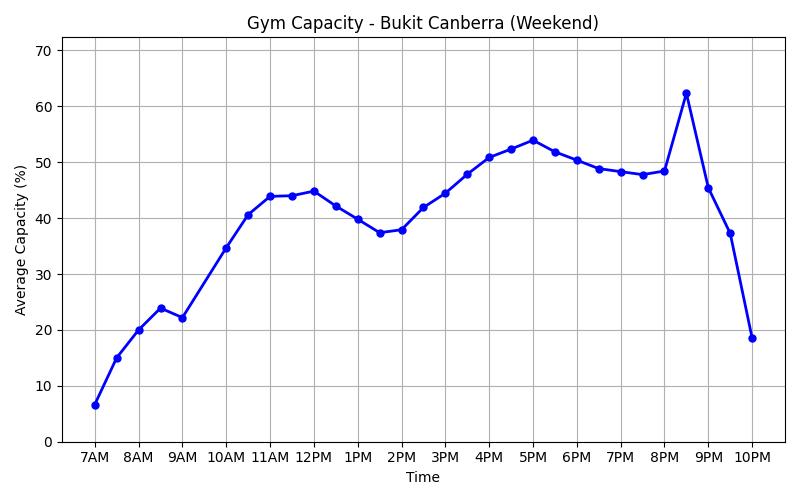 Gym Capacity - Bukit Canberra (Weekend)
Average Capacity (%)
70
60
50
40
30
20
10
0
7AM 8AM 9AM 10AM 11AM 12PM 1PM 2PM 3PM 4PM 5PM 6PM 7PM 8PM 9PM 10PM
Time